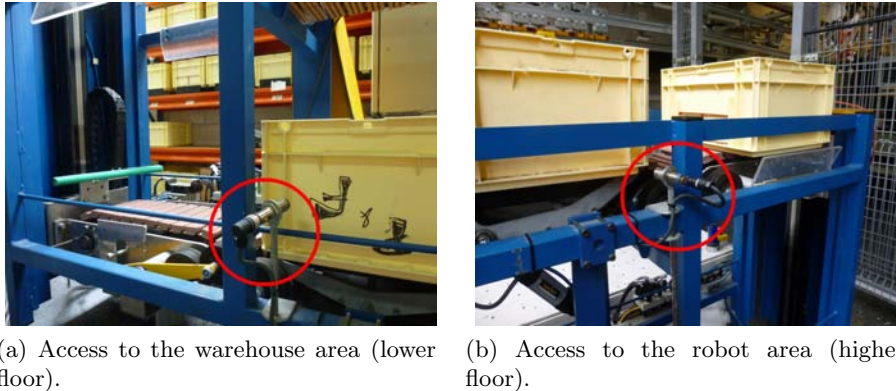 (a) Access to the warehouse area (lower
floor).
(b) Access to the robot area (highe
floor).